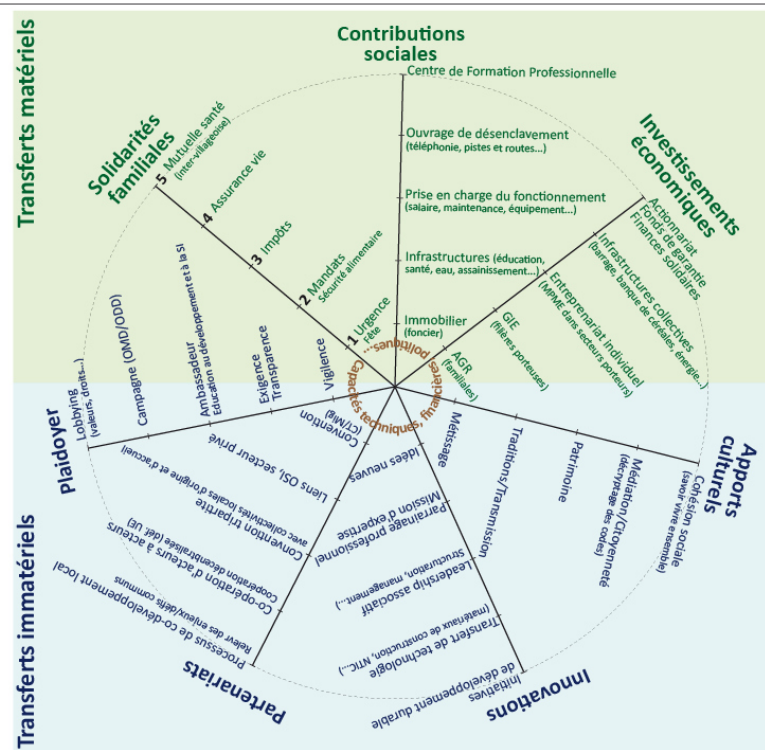 Transferts matériels
Contributions
sociales
Centre de Formation Professionnelle
Ouvrage de désenclavement
(téléphonie, pistes et routes...)
Prise en charge du fonctionnement
(salaire, maintenance, équipement...)
Infrastructures (éducation,
santé, eau, assainissement...)
Immobilier
(foncier)
Solidarités
familiales
5 Mutuelle santé
(inter-villageoise)
4 Assurance vie
3 Impôts
2 Mandats
Sécurité alimentaire
1 Urgence
Fête
Investissements
économiques
Actionnariat
Fonds de garantie
Finances solidaires
Infrastructures collectives
(barrage, banque de céréales, énergie...)
Entreprenariat individuel
(MPME dans secteurs porteurs)
GIE
(filières porteuses)
AGR
(familiales)
Capacités techniques, financières politiques...
Transferts immatériels
Plaidoyer
Lobbying
(valeurs, droits...)
Campagne (OMD/ODD)
Ambassadeur
Education au développement et à la SI
Exigence
Transparence
Vigilence
Apports
culturels
Métissage
Traditions/Transmission
Patrimoine
Médiation/Citoyenneté
(décryptage des codes)
Cohésion sociale
(savoir vivre ensemble)
Partenariats
Convention
(CT/Mig)
Liens OSI, secteur privé
Convention tripartite
avec collectivités locales d'origine et d'accueil
Co-opération d'acteurs à acteurs
Coopération décenbtralisée (déf. UE)
Processus de co-développement local
Relevr des enjeux/défis communs
Innovations
Idées neuves
Mission d'expertise
Parrainage professionnel
Leadership associatif
Structuration, management...)
Transfert de technologie
(matériaux de construction, NTIC...)
Initiatives
de développement durable